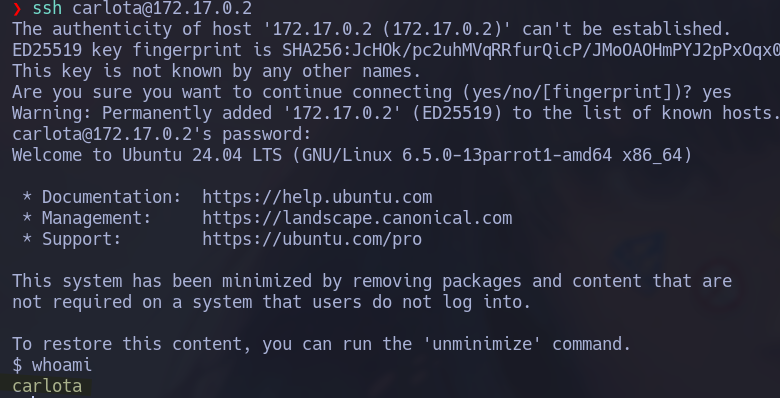 ❯ ssh carlota@172.17.0.2
The authenticity of host '172.17.0.2 (172.17.0.2)' can't be established.
ED25519 key fingerprint is SHA256:JcHOk/pc2uhMVqRRfurQicP/JMoOAOHmPYJ2pPxOqx0
This key is not known by any other names.
Are you sure you want to continue connecting (yes/no/[fingerprint])? yes
Warning: Permanently added '172.17.0.2' (ED25519) to the list of known hosts.
carlota@172.17.0.2's password:
Welcome to Ubuntu 24.04 LTS (GNU/Linux 6.5.0-13parrot1-amd64 x86_64)
* Documentation:  https://help.ubuntu.com
* Management:     https://landscape.canonical.com
* Support:        https://ubuntu.com/pro
This system has been minimized by removing packages and content that are
not required on a system that users do not log into.
To restore this content, you can run the 'unminimize' command.
$ whoami
carlota